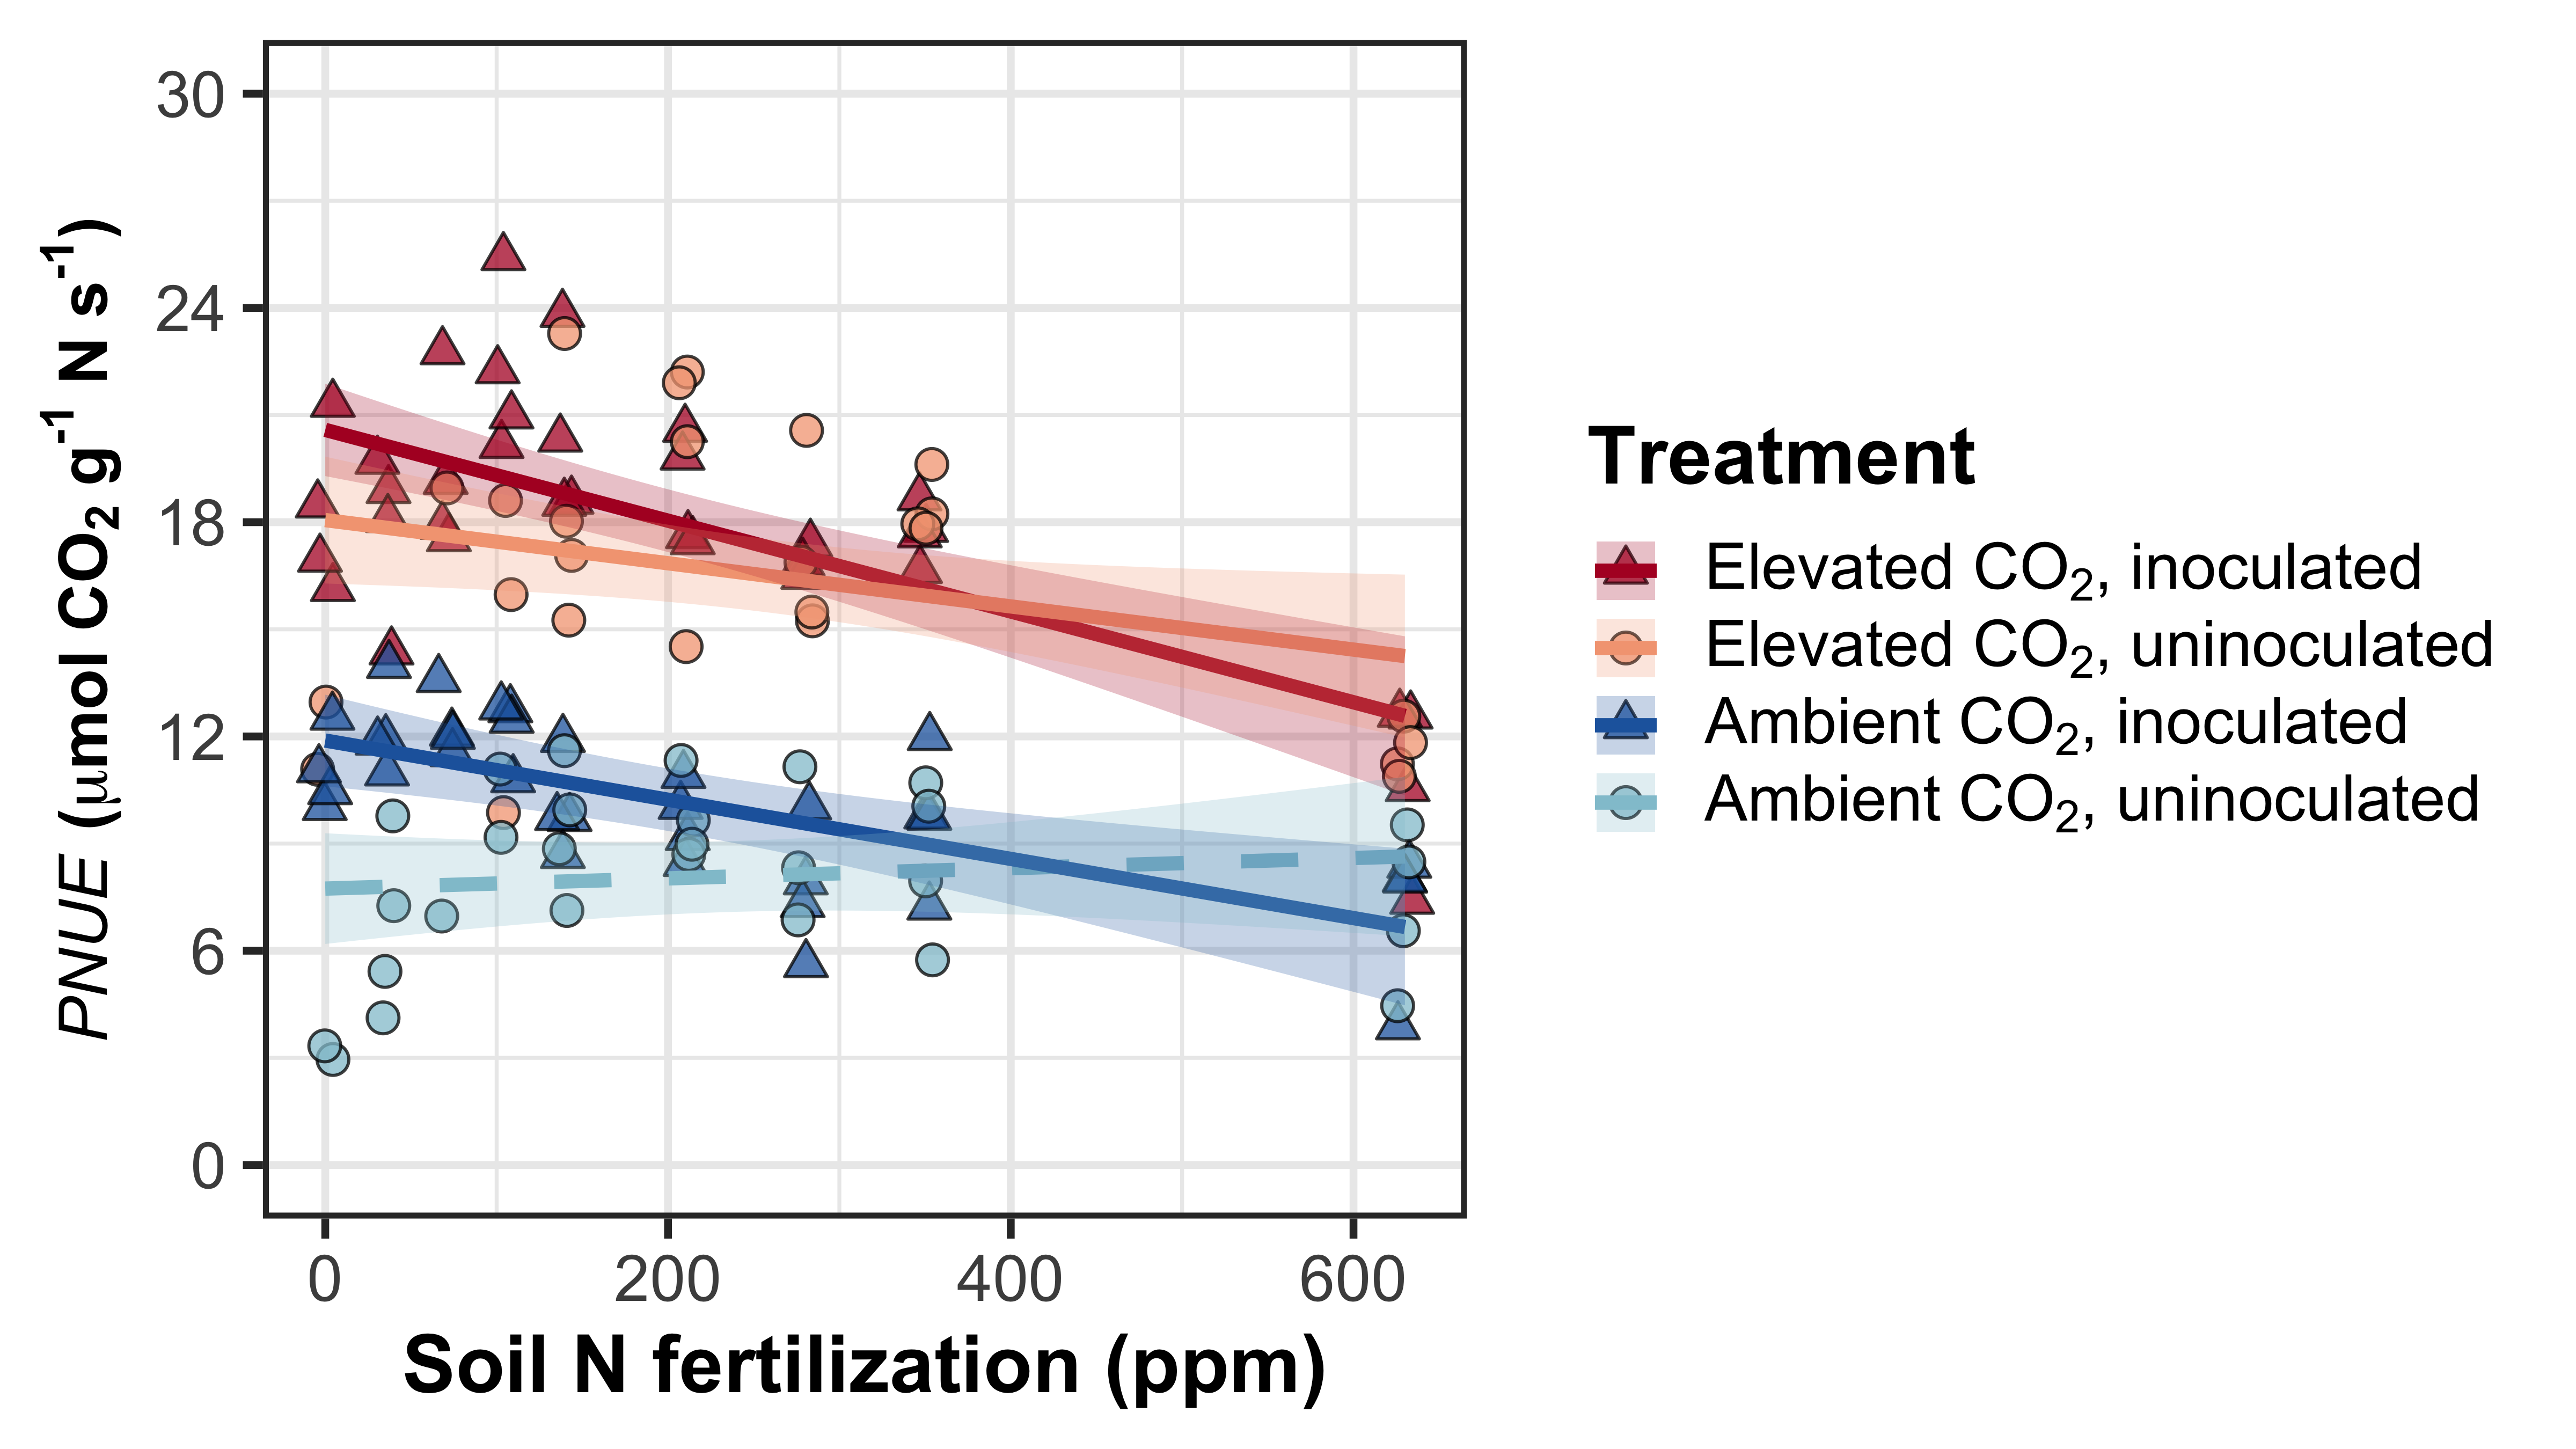 30
24
18
12
6
0
PNUE (μmol CO₂ g⁻¹ N s⁻¹)
0 200 400 600
Soil N fertilization (ppm)
Treatment
Elevated CO₂, inoculated
Elevated CO₂, uninoculated
Ambient CO₂, inoculated
Ambient CO₂, uninoculated